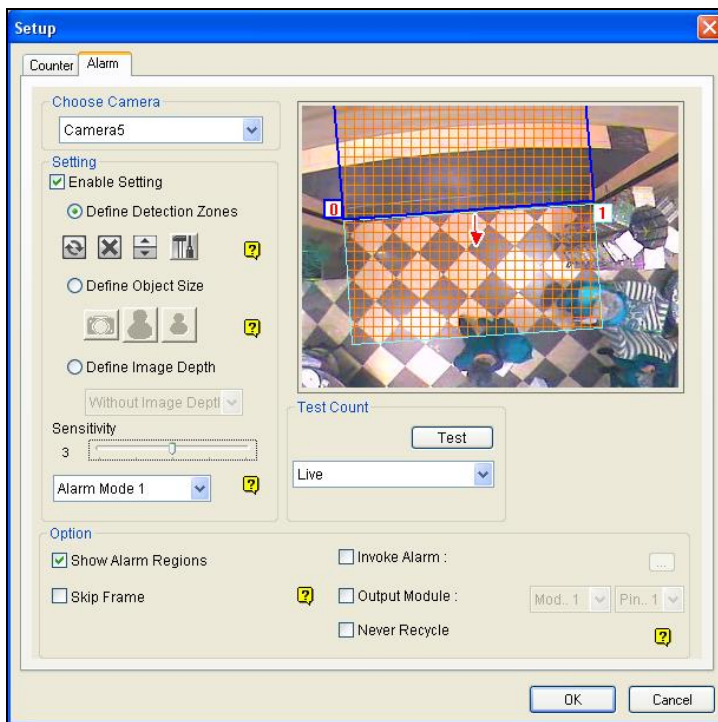 Setup
Counter
Alarm
Choose Camera
Camera5
Setting
Enable Setting
Define Detection Zones
?
Define Object Size
?
Define Image Depth
Without Image Dept
Sensitivity
3
Alarm Mode 1
?
0
1
Test Count
Test
Live
Option
Show Alarm Regions
Skip Frame
?
Invoke Alarm :
...
Output Module :
Mod.. 1
Pin.. 1
Never Recycle
?
OK
Cancel